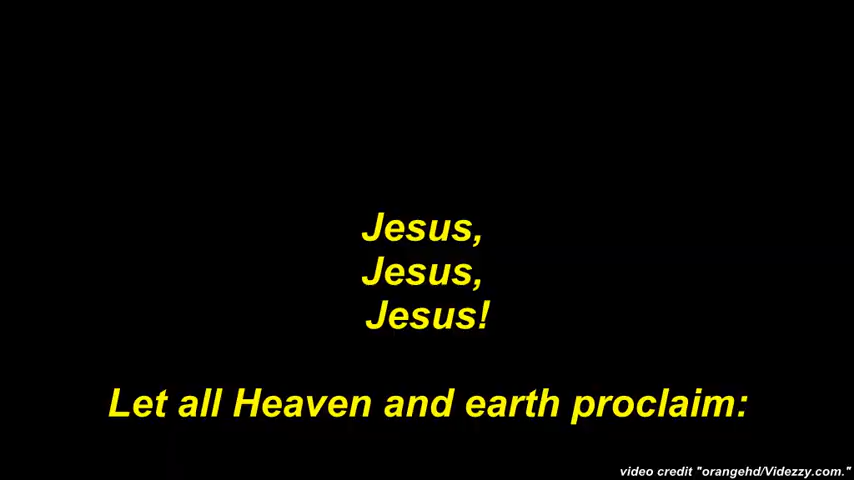 Jesus,
Jesus,
Jesus!
Let all Heaven and earth proclaim:
video credit "orangehd/Videzzy.com."